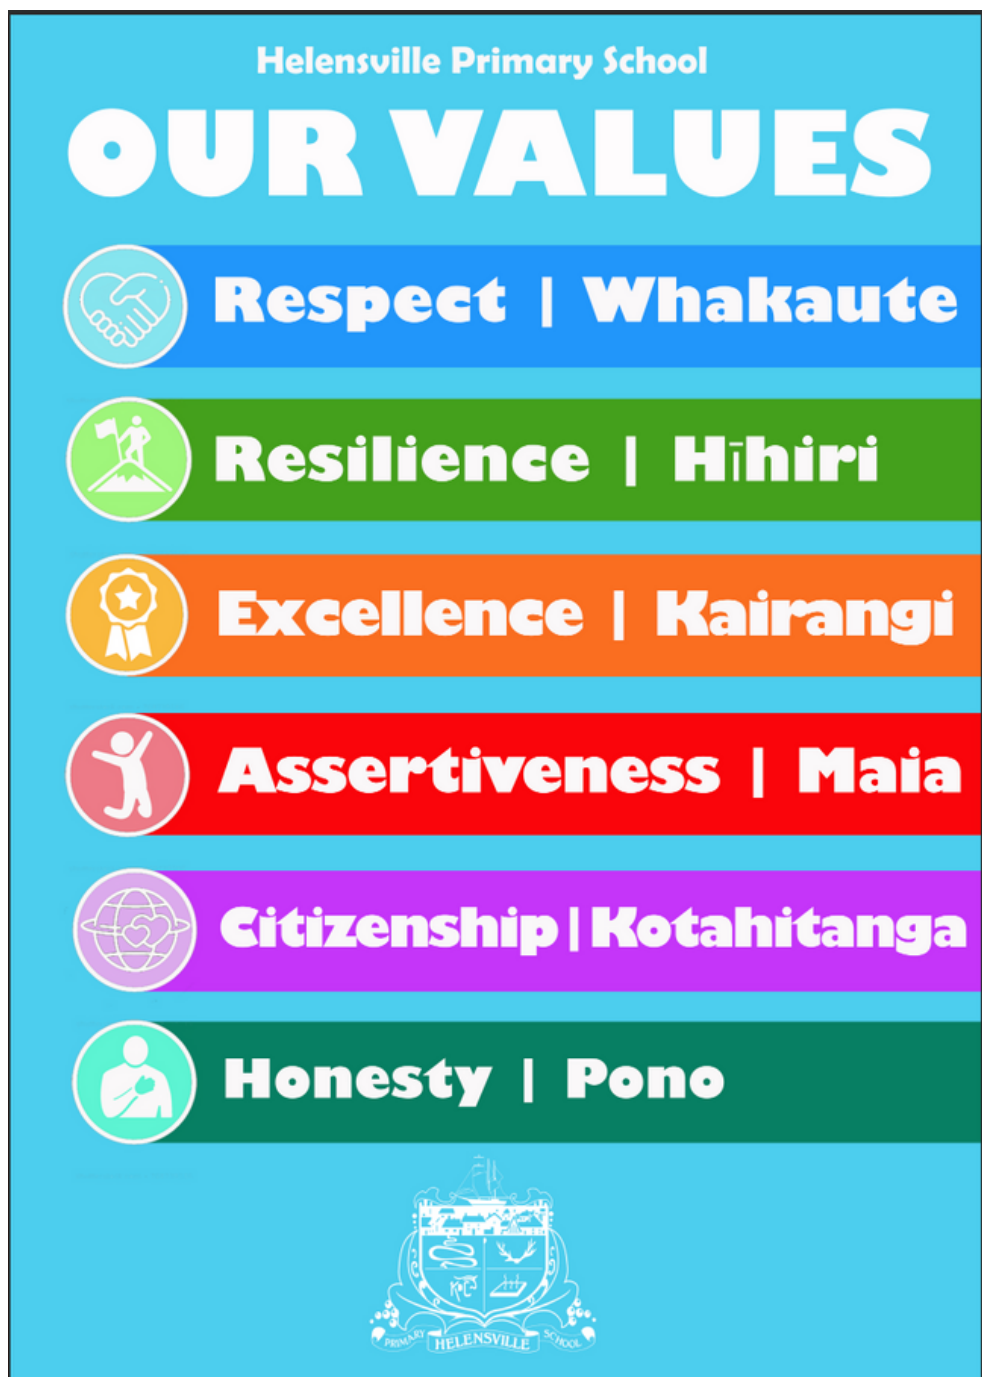 Helensville Primary School
OUR VALUES
Respect | Whakaute
Resilience | Hīhiri
Excellence | Kairangi
Assertiveness | Maia
Citizenship | Kotahitanga
Honesty | Pono
PRIMARY HELENSVILLE SCHOOL